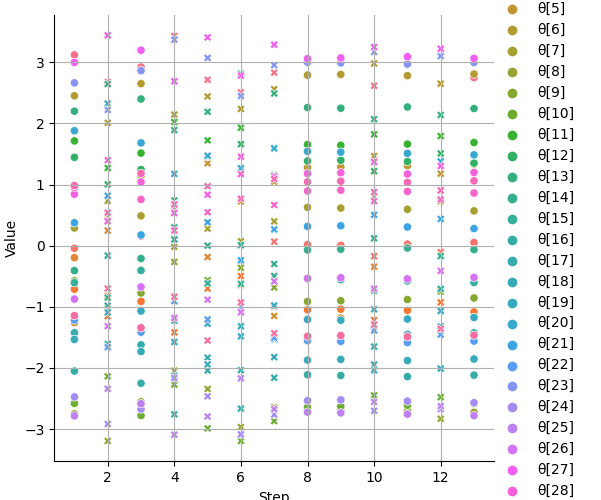 3
2
1
0
−1
−2
−3
Value
2
4
6
8
10
12
Step
θ[5]
θ[6]
θ[7]
θ[8]
θ[9]
θ[10]
θ[11]
θ[12]
θ[13]
θ[14]
θ[15]
θ[16]
θ[17]
θ[18]
θ[19]
θ[20]
θ[21]
θ[22]
θ[23]
θ[24]
θ[25]
θ[26]
θ[27]
θ[28]